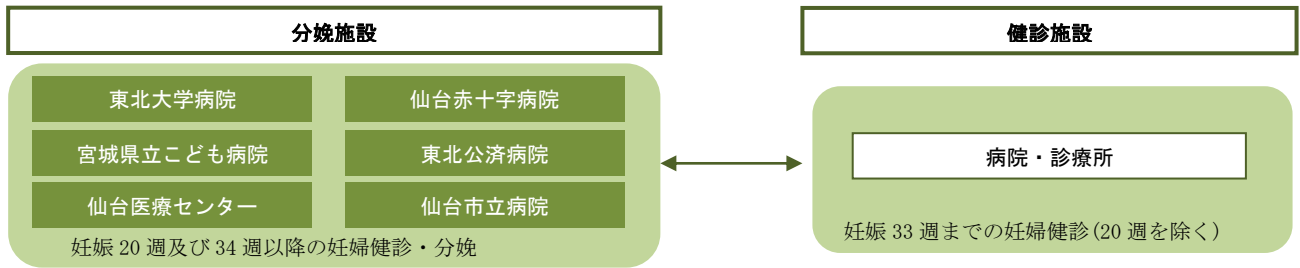 分娩施設
東北大学病院
仙台赤十字病院
宮城県立こども病院
東北公済病院
仙台医療センター
仙台市立病院
妊娠 20 週及び 34 週以降の妊婦健診・分娩
健診施設
病院・診療所
妊娠 33 週までの妊婦健診(20 週を除く)